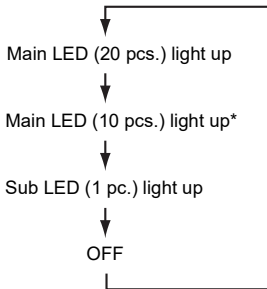 Main LED (20 pcs.) light up
Main LED (10 pcs.) light up*
Sub LED (1 pc.) light up
OFF